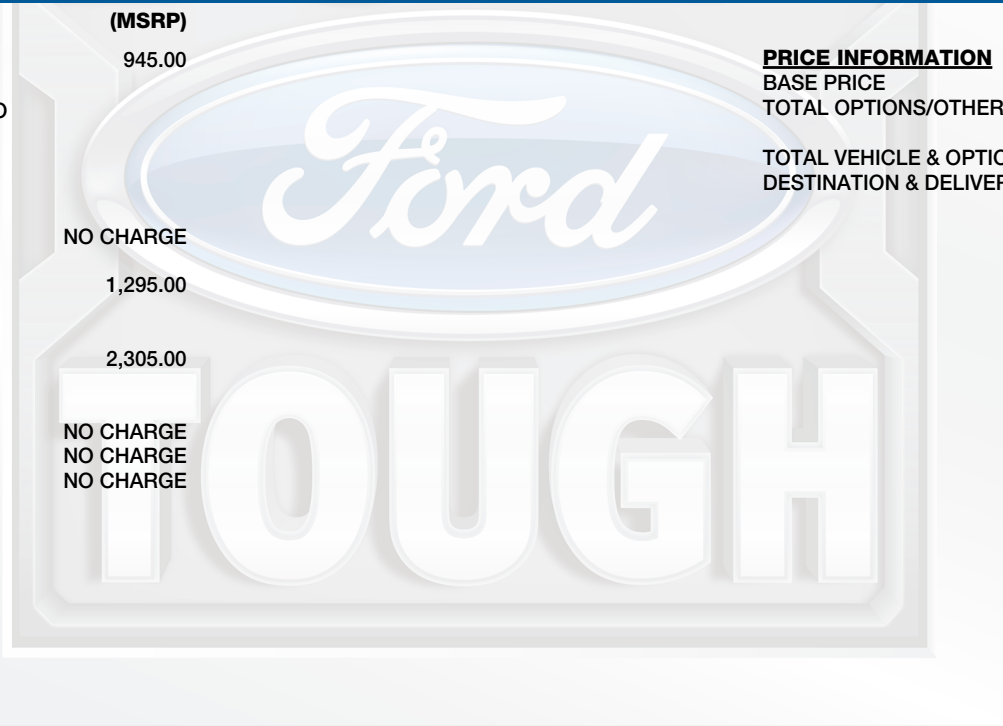 (MSRP)
945.00
NO CHARGE
1,295.00
2,305.00
NO CHARGE
NO CHARGE
NO CHARGE
PRICE INFORMATION
BASE PRICE
TOTAL OPTIONS/OTHER
TOTAL VEHICLE & OPTIO
DESTINATION & DELIVER
Ford
TOUGH